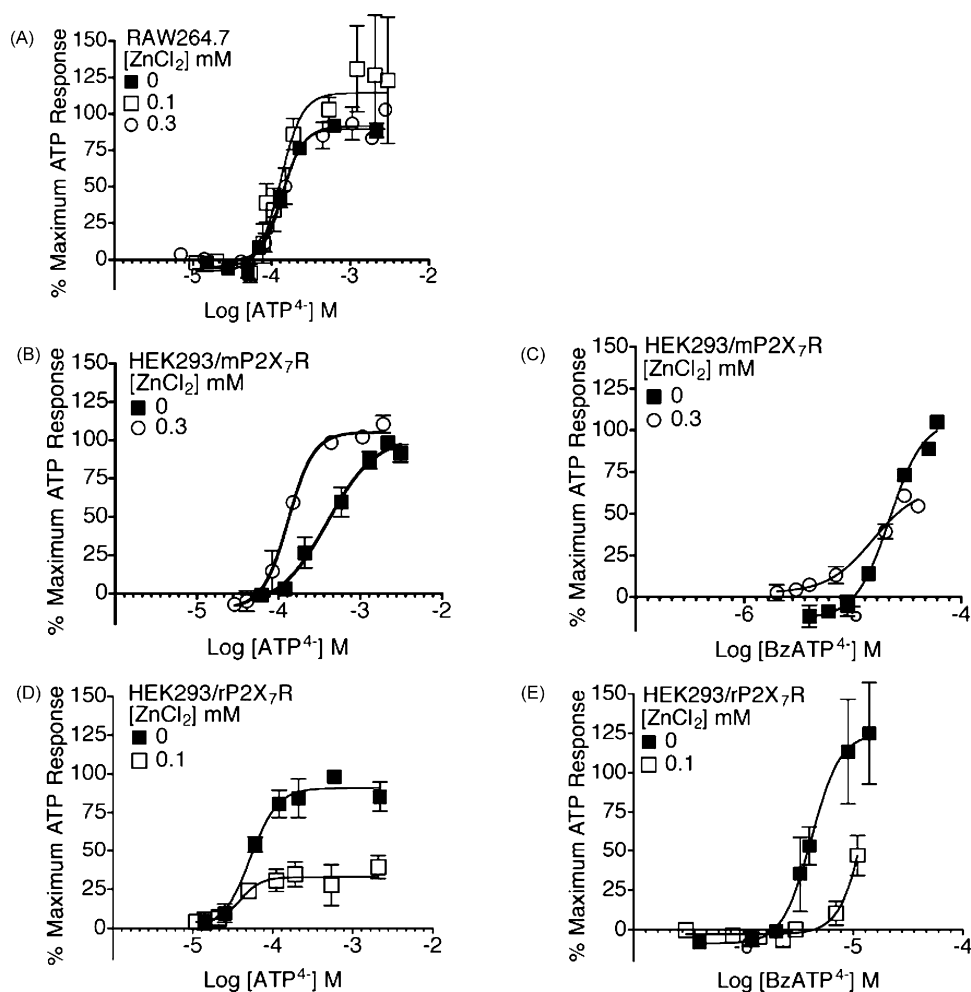 (A)
RAW264.7
[ZnCl₂] mM
■ 0
□ 0.1
○ 0.3
% Maximum ATP Response
150
125
100
75
50
25
0
-5 -4 -3 -2
Log [ATP⁴⁻] M
(B)
HEK293/mP2X₇R
[ZnCl₂] mM
■ 0
○ 0.3
% Maximum ATP Response
150
125
100
75
50
25
0
-5 -4 -3 -2
Log [ATP⁴⁻] M
(C)
HEK293/mP2X₇R
[ZnCl₂] mM
■ 0
○ 0.3
% Maximum ATP Response
150
125
100
75
50
25
0
-6 -5 -4
Log [BzATP⁴⁻] M
(D)
HEK293/rP2X₇R
[ZnCl₂] mM
■ 0
□ 0.1
% Maximum ATP Response
150
125
100
75
50
25
0
-5 -4 -3 -2
Log [ATP⁴⁻] M
(E)
HEK293/rP2X₇R
[ZnCl₂] mM
■ 0
□ 0.1
% Maximum ATP Response
150
125
100
75
50
25
0
-5 -4
Log [BzATP⁴⁻] M